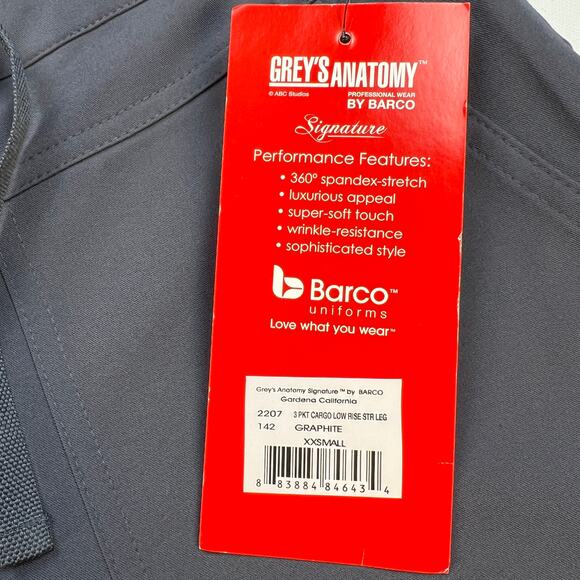 GREY'S ANATOMY™
© ABC Studios
PROFESSIONAL WEAR
BY BARCO
Signature
Performance Features:
• 360° spandex-stretch
• luxurious appeal
• super-soft touch
• wrinkle-resistance
• sophisticated style
b Barco™
uniforms
Love what you wear™
Grey's Anatomy Signature™ by BARCO
Gardena California
2207 3 PKT CARGO LOW RISE STR LEG
142 GRAPHITE
XXSMALL
8 83884 84643 4